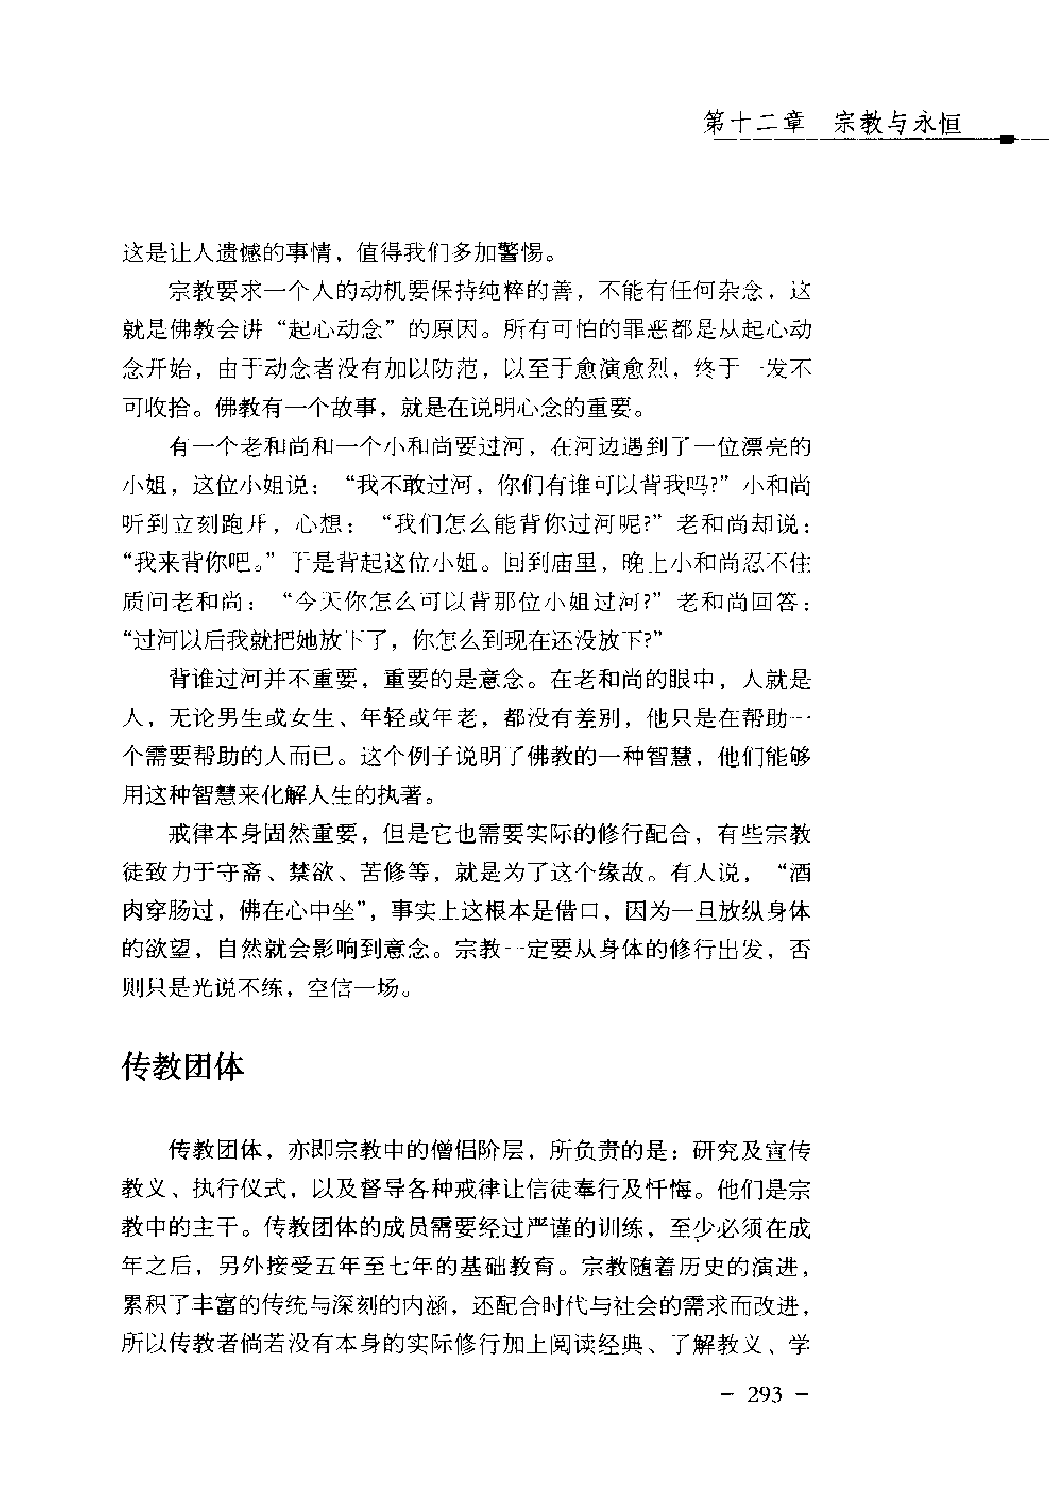 第十二章 宗教与永恒
这是让人遗憾的事情，值得我们多加警惕。
宗教要求一个人的动机要保持纯粹的善，不能有任何杂念，这
就是佛教会讲“起心动念”的原因。所有可怕的罪恶都是从起心动
念开始，由于动念者没有加以防范，以至于愈演愈烈，终于一发不
可收拾。佛教有一个故事，就是在说明心念的重要。
有一个老和尚和一个小和尚要过河，在河边遇到了一位漂亮的
小姐，这位小姐说：“我不敢过河，你们有谁可以背我吗?”小和尚
听到立刻跑开，心想：“我们怎么能背你过河呢?”老和尚却说：
“我来背你吧。”于是背起这位小姐。回到庙里，晚上小和尚忍不住
质问老和尚：“今天你怎么可以背那位小姐过河?”老和尚回答：
“过河以后我就把她放下了，你怎么到现在还没放下?”
背谁过河并不重要，重要的是意念。在老和尚的眼中，人就是
人，无论男生或女生、年轻或年老，都没有差别，他只是在帮助一
个需要帮助的人而已。这个例子说明了佛教的一种智慧，他们能够
用这种智慧来化解人生的执著。
戒律本身固然重要，但是它也需要实际的修行配合，有些宗教
徒致力于守斋、禁欲、苦修等，就是为了这个缘故。有人说，“酒
肉穿肠过，佛在心中坐”，事实上这根本是借口，因为一旦放纵身体
的欲望，自然就会影响到意念。宗教一定要从身体的修行出发，否
则只是光说不练，空信一场。
传教团体
传教团体，亦即宗教中的僧侣阶层，所负责的是：研究及宣传
教义、执行仪式，以及督导各种戒律让信徒奉行及忏悔。他们是宗
教中的主干。传教团体的成员需要经过严谨的训练，至少必须在成
年之后，另外接受五年至七年的基础教育。宗教随着历史的演进，
累积了丰富的传统与深刻的内涵，还配合时代与社会的需求而改进，
所以传教者倘若没有本身的实际修行加上阅读经典、了解教义、学
－ 293 －